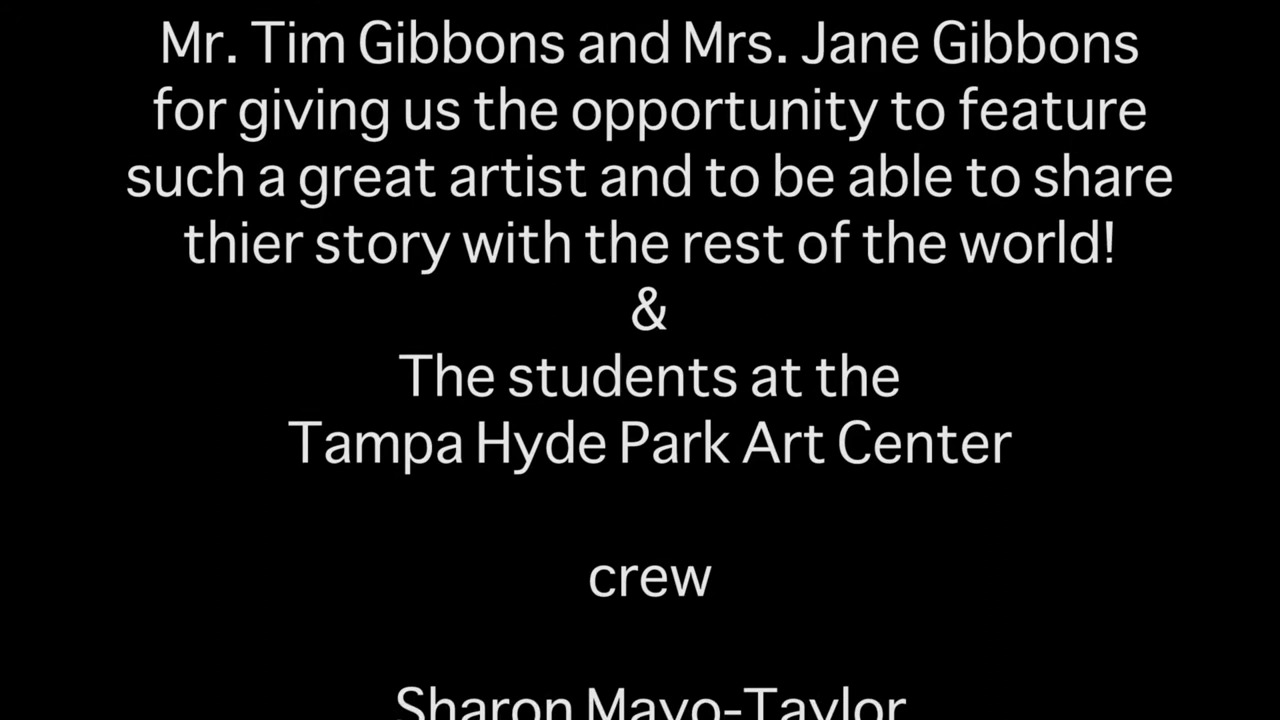 Mr. Tim Gibbons and Mrs. Jane Gibbons
for giving us the opportunity to feature
such a great artist and to be able to share
thier story with the rest of the world!
&
The students at the
Tampa Hyde Park Art Center
crew
Sharon Mayo-Taylor